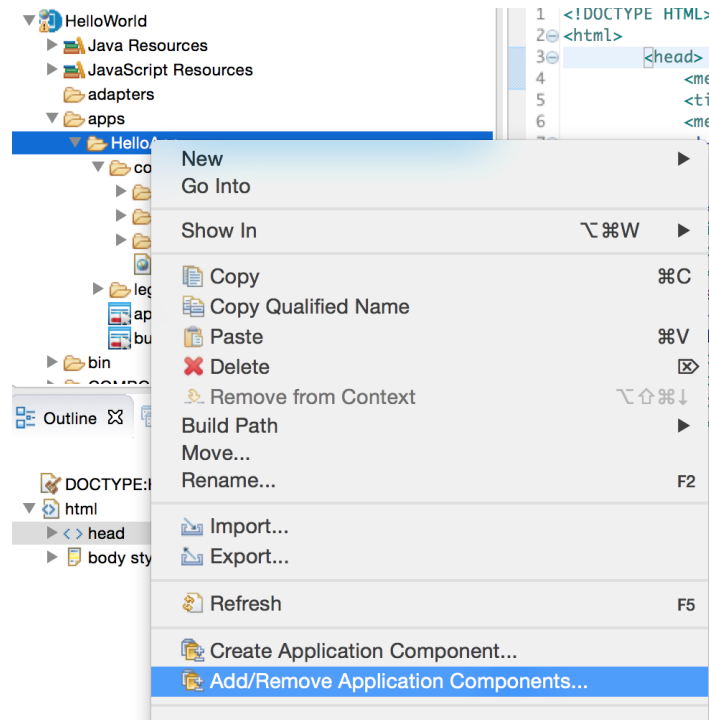 HelloWorld
Java Resources
JavaScript Resources
adapters
apps
bin
Outline
DOCTYPE:
html
head
body
1 <!DOCTYPE HTML>
2 <html>
3 <head>
4
5
6
New
Go Into
Show In ⌥⌘W
Copy ⌘C
Copy Qualified Name
Paste ⌘V
Delete ⌦
Remove from Context ⌥⇧⌘↓
Build Path
Move...
Rename... F2
Import...
Export...
Refresh F5
Create Application Component...
Add/Remove Application Components...